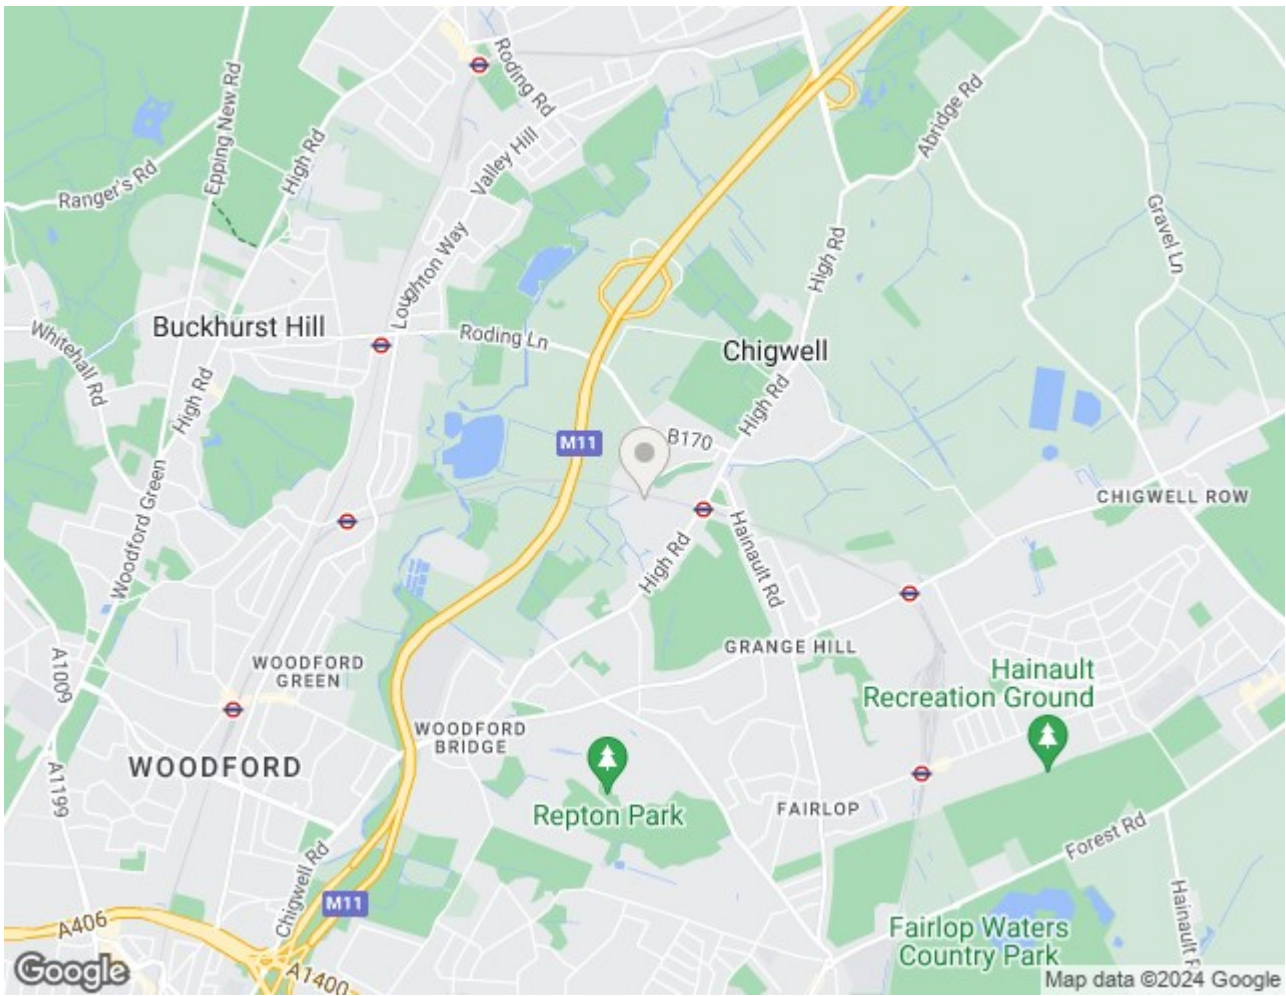 Roding Rd
Epping New Rd
High Rd
Valley Hill
Abridge Rd
Ranger's Rd
Gravel Ln
Loughton Way
High Rd
Buckhurst Hill
Roding Ln
Whitehall Rd
Chigwell
High Rd
High Rd
B170
M11
Woodford Green
CHIGWELL ROW
Hainault Rd
High Rd
GRANGE HILL
A1009
WOODFORD
GREEN
Hainault
Recreation Ground
WOODFORD
BRIDGE
WOODFORD
A1199
Repton Park
FAIRLOP
Forest Rd
Chigwell Rd
M11
A406
Hainault R
Fairlop Waters
Country Park
A1400
Google
Map data ©2024 Google